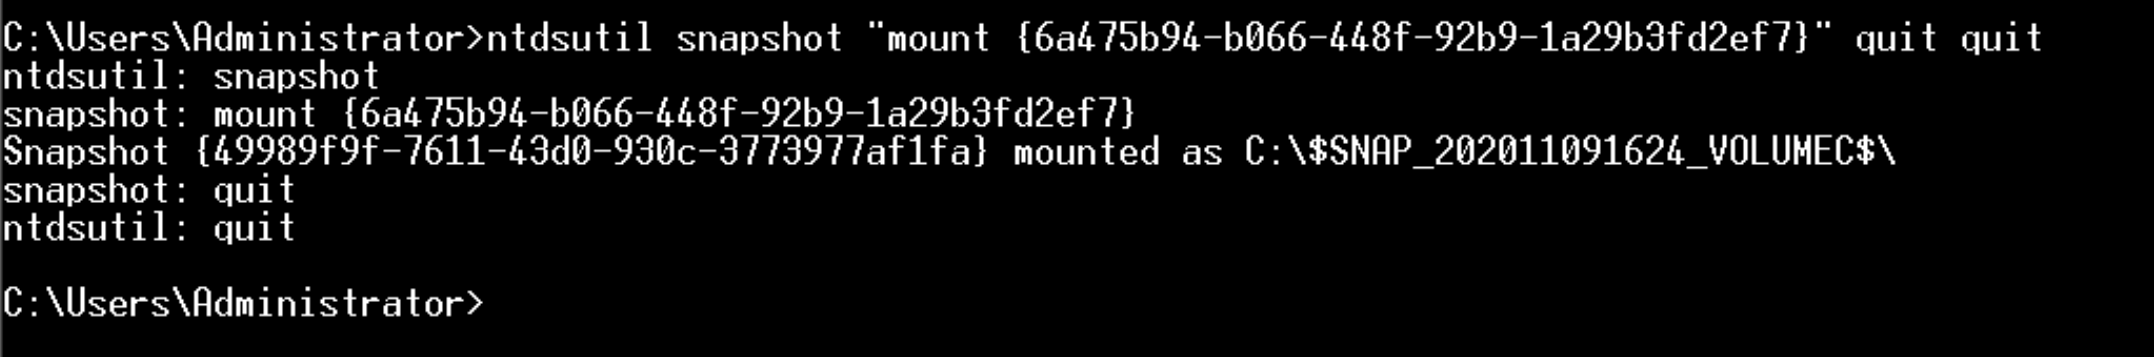 C:\Users\Administrator>ntdsutil snapshot "mount {6a475b94-b066-448f-92b9-1a29b3fd2ef7}" quit quit
ntdsutil: snapshot
snapshot: mount {6a475b94-b066-448f-92b9-1a29b3fd2ef7}
Snapshot {49989f9f-7611-43d0-930c-3773977af1fa} mounted as C:\$SNAP_202011091624_VOLUMEC$\
snapshot: quit
ntdsutil: quit
C:\Users\Administrator>